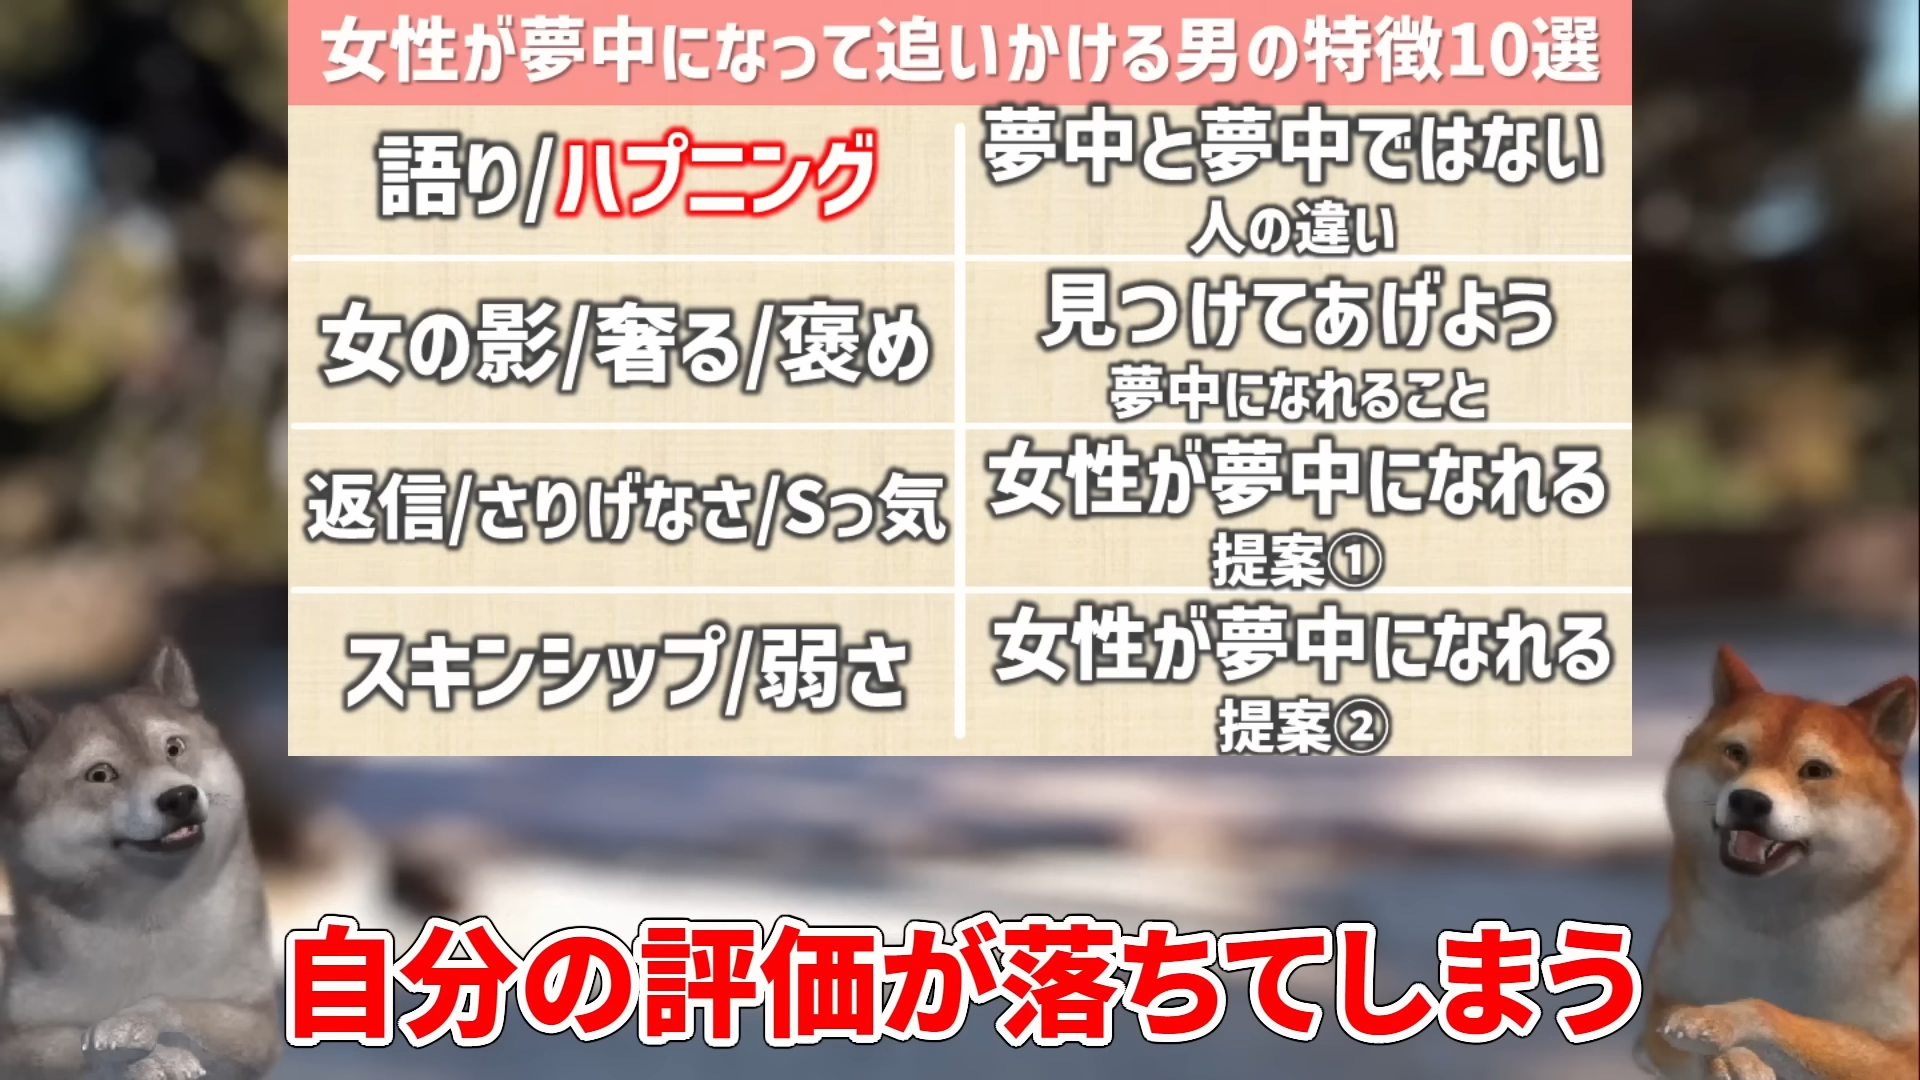 女性が夢中になって追いかける男の特徴10選
語り/ハプニング
女の影/奢る/褒め
返信/さりげなさ/Sっ気
スキンシップ/弱さ
夢中と夢中ではない
人の違い
見つけてあげよう
夢中になれること
女性が夢中になれる
提案①
女性が夢中になれる
提案②
自分の評価が落ちてしまう